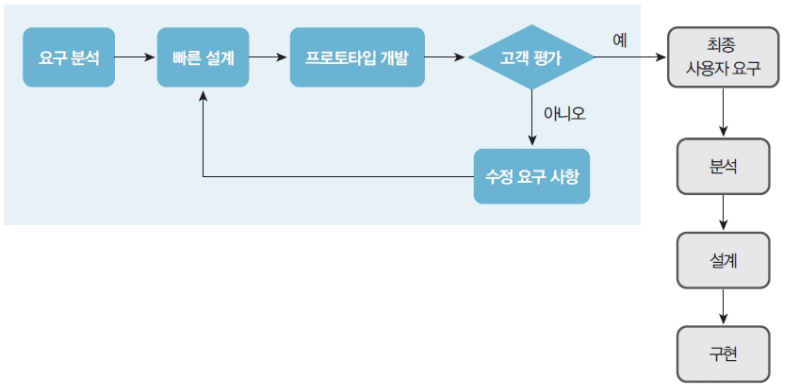 요구 분석
빠른 설계
프로토타입 개발
고객 평가
예
최종
사용자 요구
아니오
수정 요구 사항
분석
설계
구현